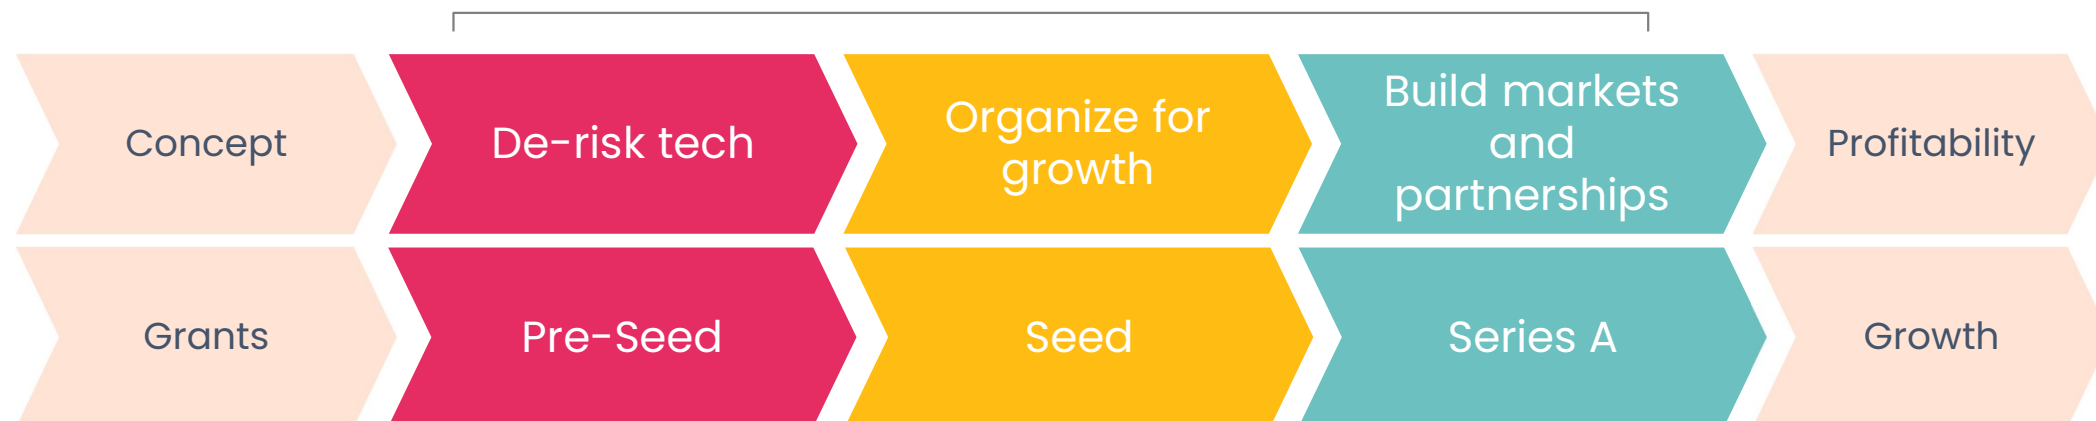 Concept
De-risk tech
Organize for
growth
Build markets
and
partnerships
Profitability
Grants
Pre-Seed
Seed
Series A
Growth